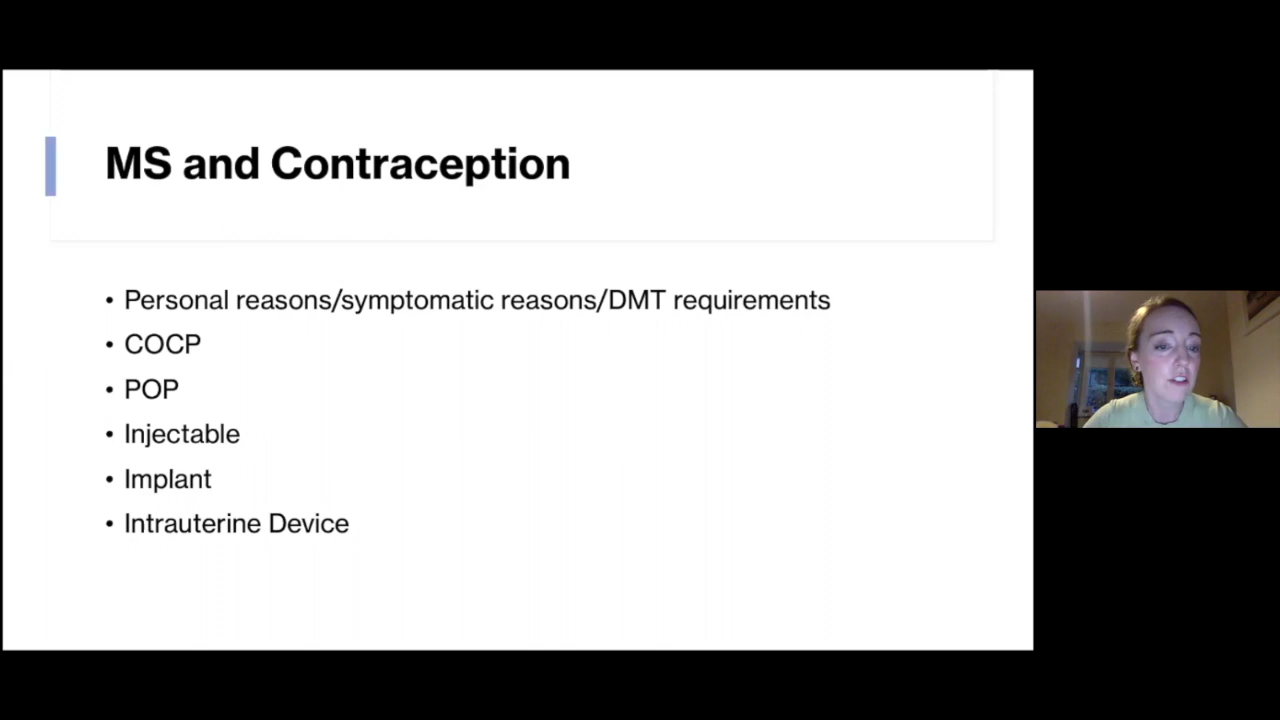 MS and Contraception
• Personal reasons/symptomatic reasons/DMT requirements
• COCP
• POP
• Injectable
• Implant
• Intrauterine Device